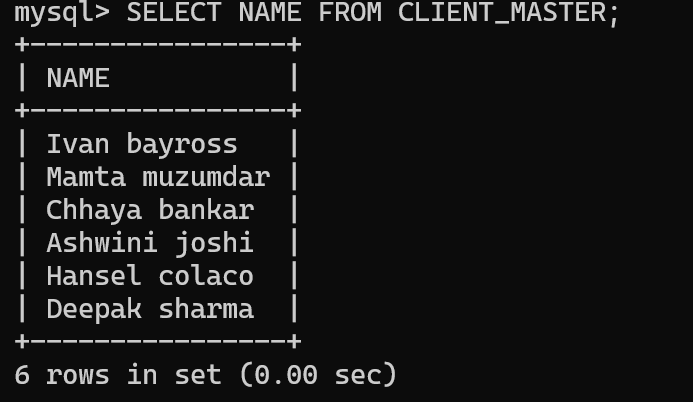 mysql> SELECT NAME FROM CLIENT_MASTER;
+----------------+
| NAME           |
+----------------+
| Ivan bayross   |
| Mamta muzumdar |
| Chhaya bankar  |
| Ashwini joshi  |
| Hansel colaco  |
| Deepak sharma  |
+----------------+
6 rows in set (0.00 sec)